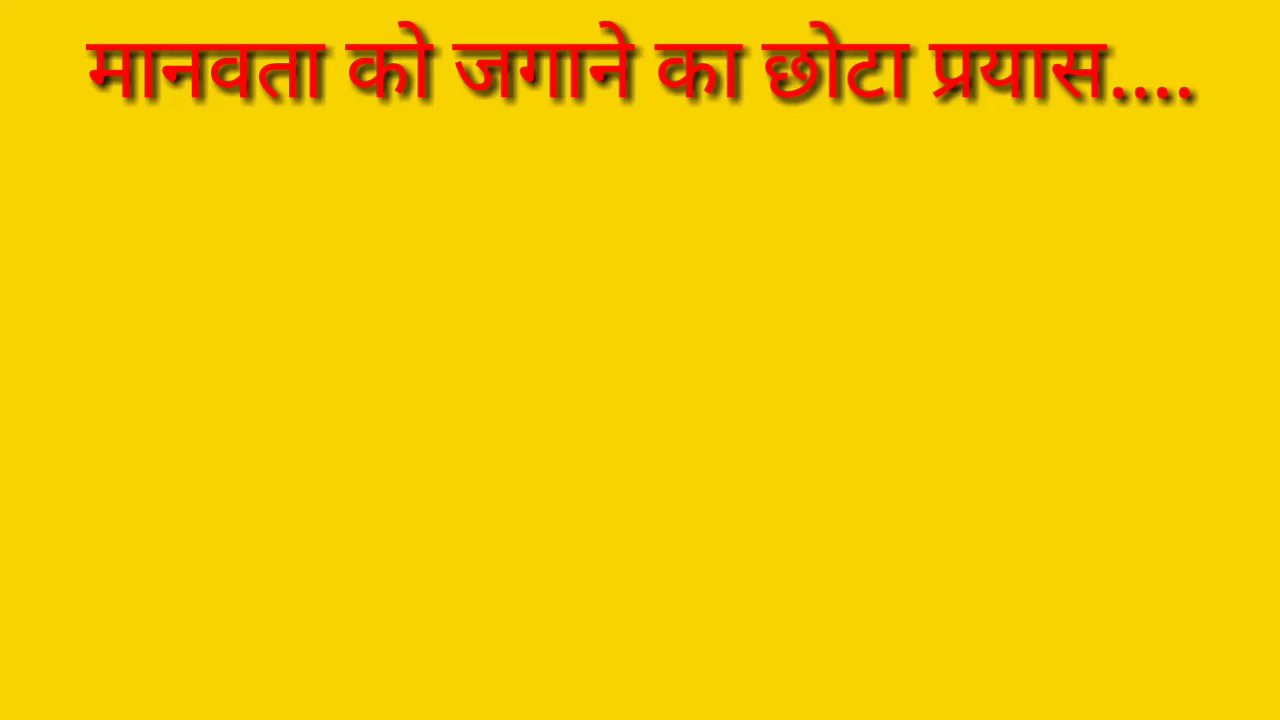 मानवता को जगाने का छोटा प्रयास....